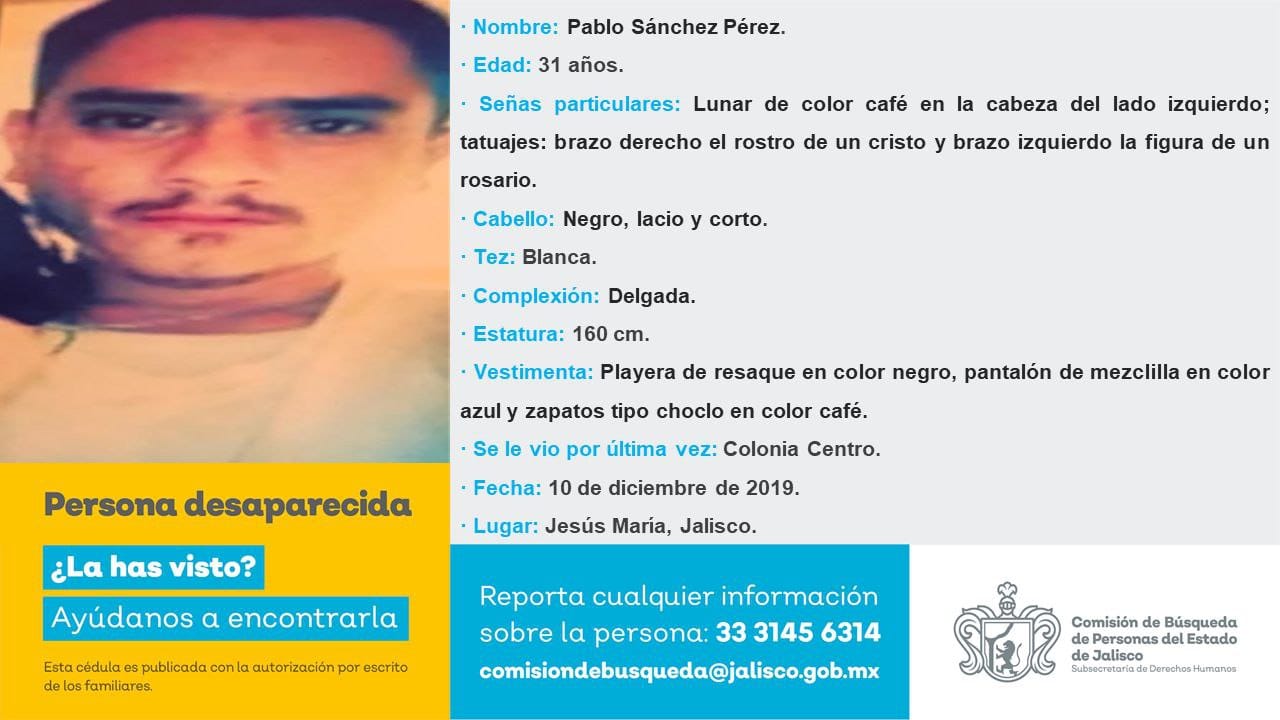 · Nombre: Pablo Sánchez Pérez.
· Edad: 31 años.
· Señas particulares: Lunar de color café en la cabeza del lado izquierdo;
tatuajes: brazo derecho el rostro de un cristo y brazo izquierdo la figura de un
rosario.
· Cabello: Negro, lacio y corto.
· Tez: Blanca.
· Complexión: Delgada.
· Estatura: 160 cm.
· Vestimenta: Playera de resaque en color negro, pantalón de mezclilla en color
azul y zapatos tipo choclo en color café.
· Se le vio por última vez: Colonia Centro.
· Fecha: 10 de diciembre de 2019.
· Lugar: Jesús María, Jalisco.
Persona desaparecida
¿La has visto?
Ayúdanos a encontrarla
Esta cédula es publicada con la autorización por escrito
de los familiares.
Reporta cualquier información
sobre la persona: 33 3145 6314
comisiondebusqueda@jalisco.gob.mx
Comisión de Búsqueda
de Personas del Estado
de Jalisco
Subsecretaría de Derechos Humanos